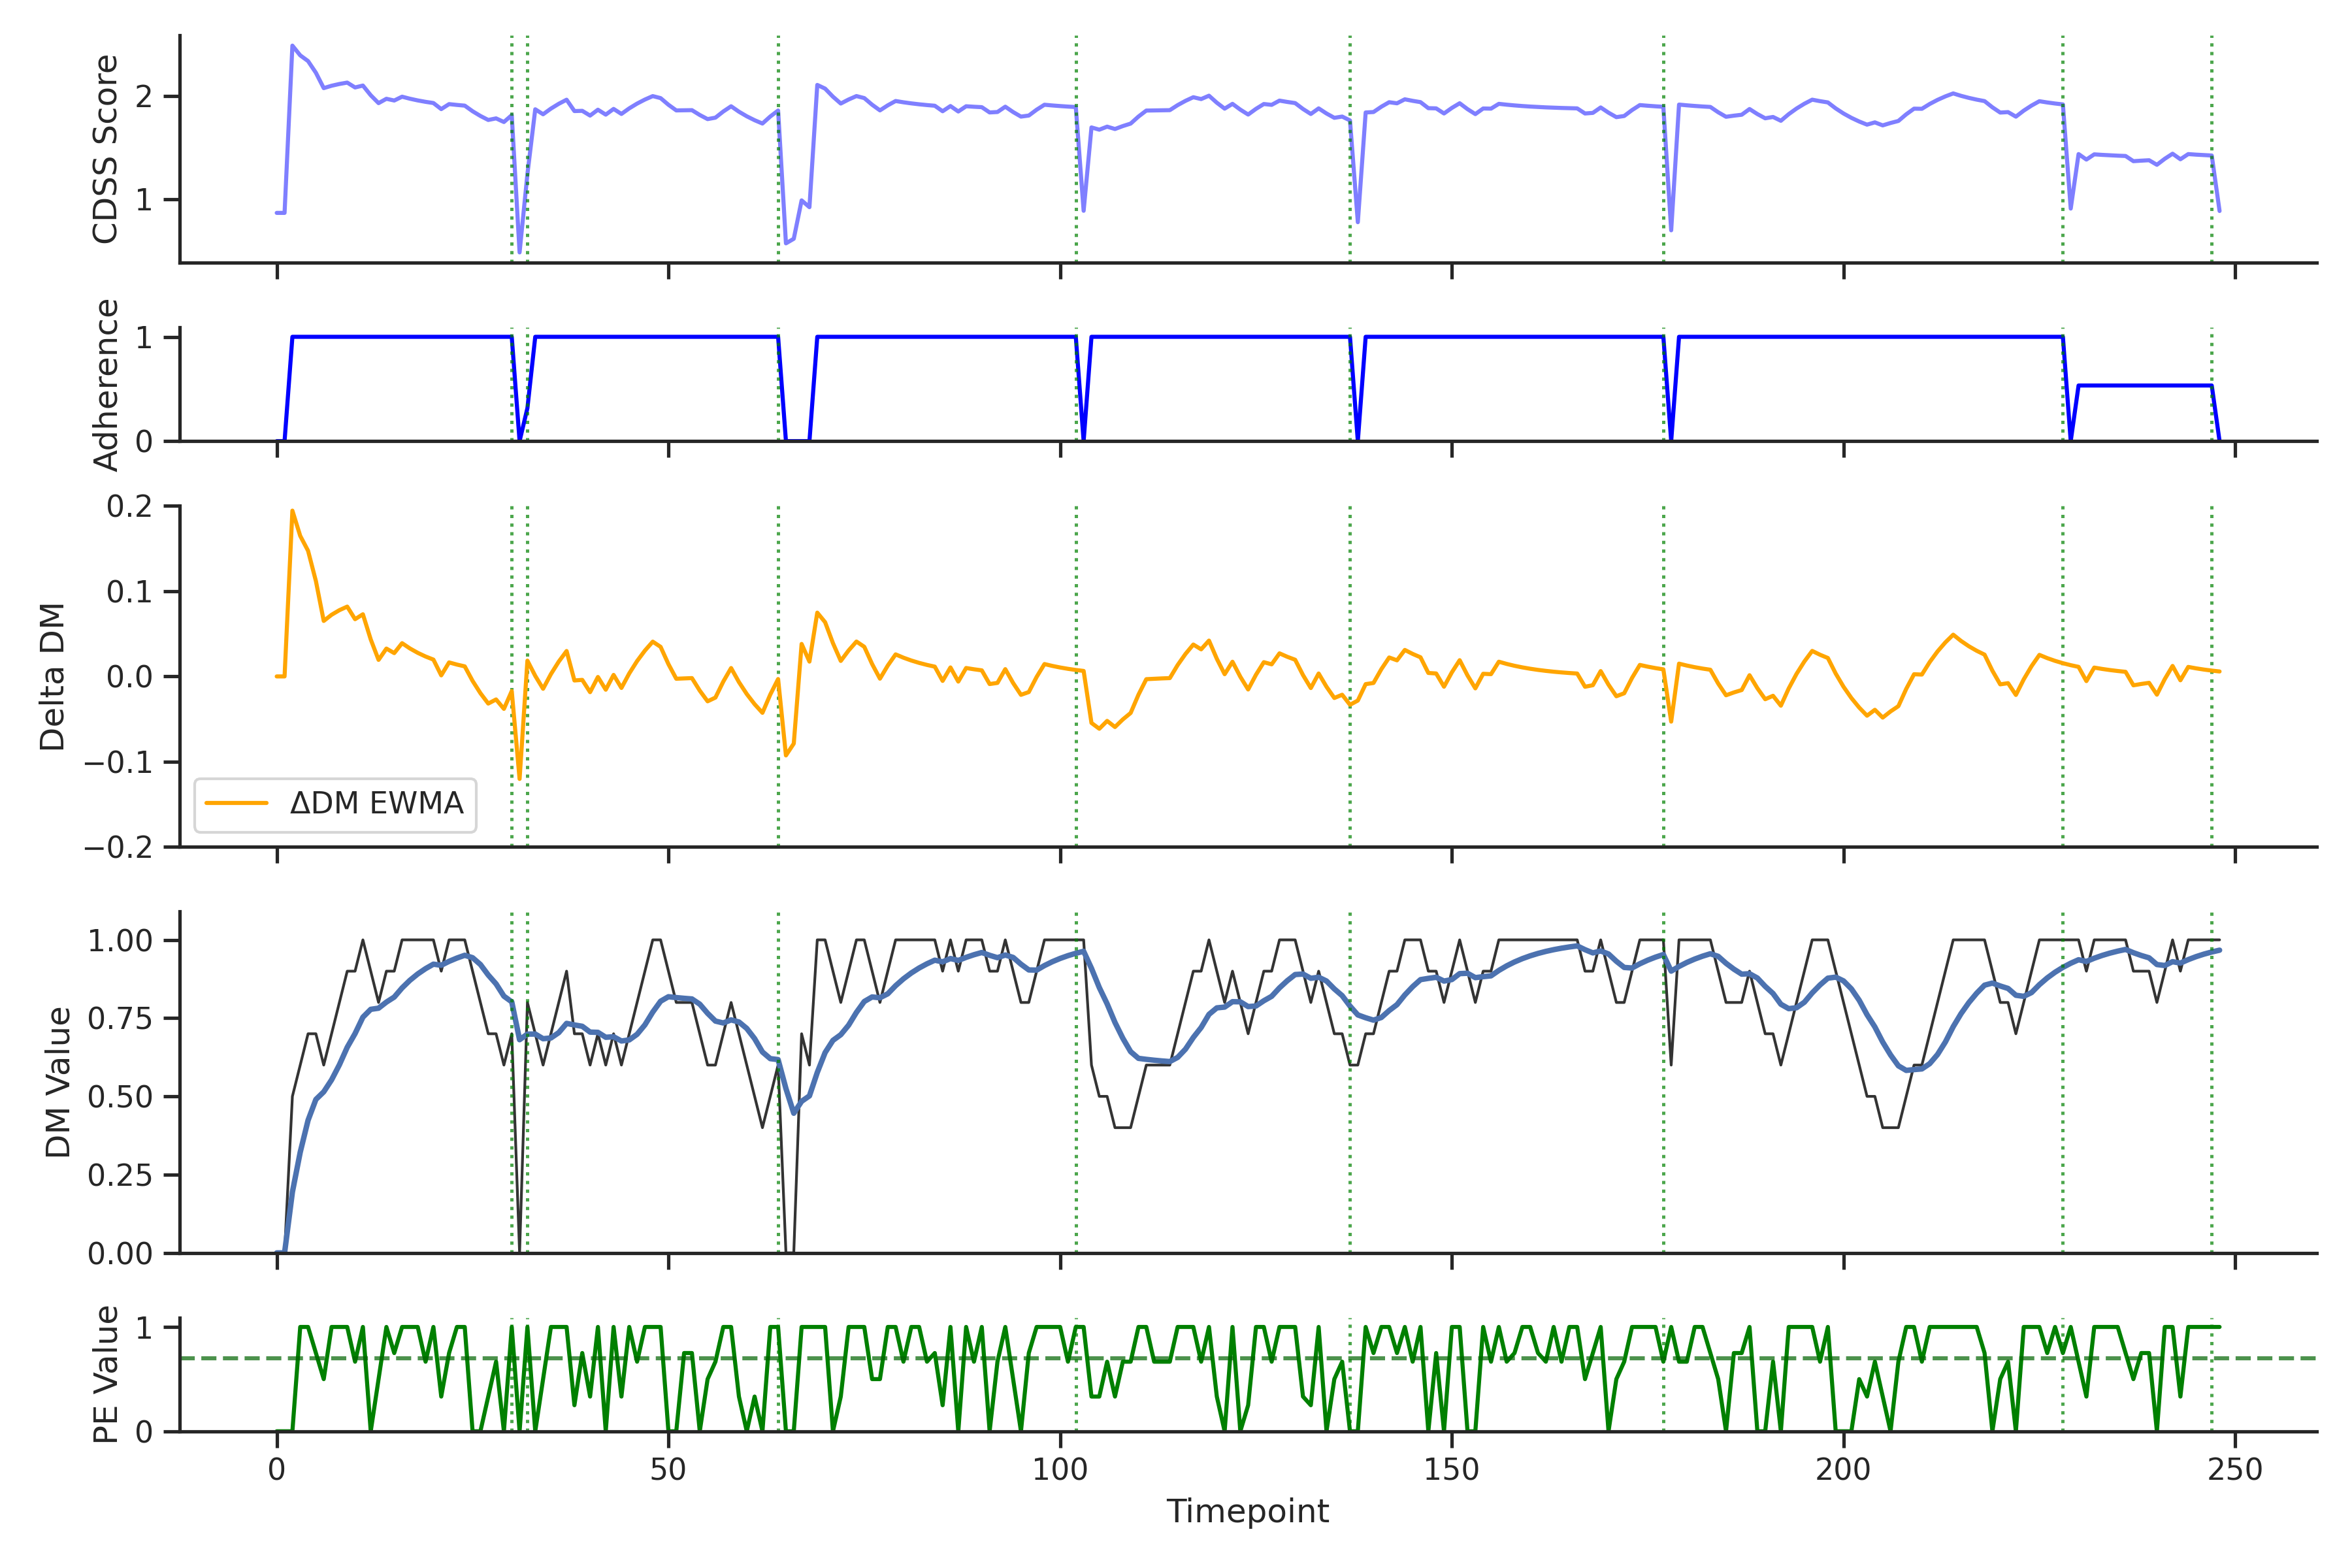 CDSS Score
2
1
Adherence
1
0
Delta DM
0.2
0.1
0.0
−0.1
−0.2
ΔDM EWMA
DM Value
1.00
0.75
0.50
0.25
0.00
PE Value
1
0
0 50 100 150 200 250
Timepoint